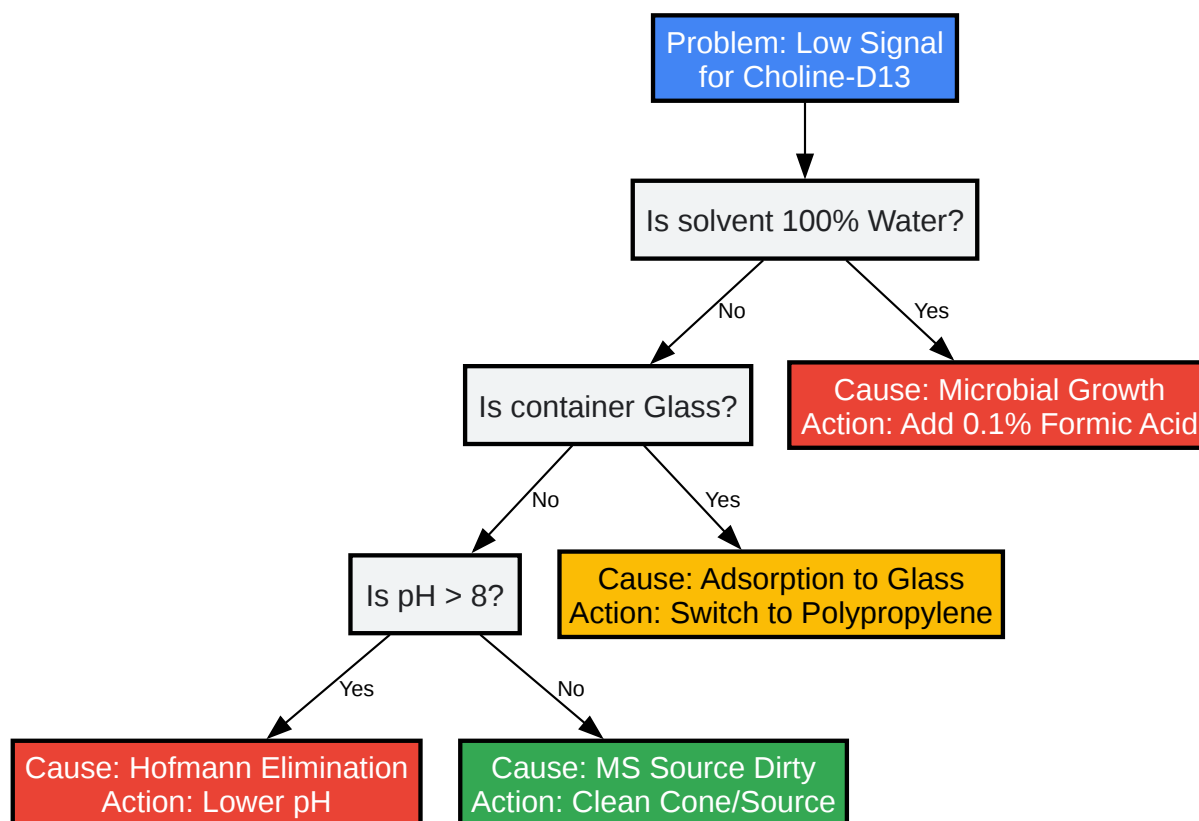 Problem: Low Signal
for Choline-D13
Is solvent 100% Water?
No
Yes
Is container Glass?
Cause: Microbial Growth
Action: Add 0.1% Formic Acid
No
Yes
Is pH > 8?
Cause: Adsorption to Glass
Action: Switch to Polypropylene
Yes
No
Cause: Hofmann Elimination
Action: Lower pH
Cause: MS Source Dirty
Action: Clean Cone/Source